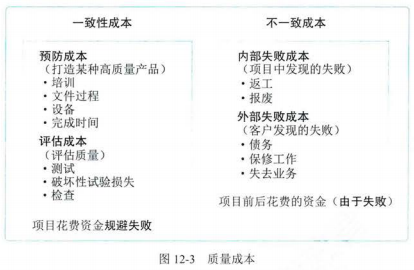 一致性成本
预防成本
（打造某种高质量产品）
・培训
・文件过程
・设备
・完成时间
评估成本
（评估质量）
・测试
・破坏性试验损失
・检查
项目花费资金规避失败
不一致成本
内部失败成本
（项目中发现的失败）
・返工
・报废
外部失败成本
（客户发现的失败）
・债务
・保修工作
・失去业务
项目前后花费的资金（由于失败）
图 12-3 质量成本